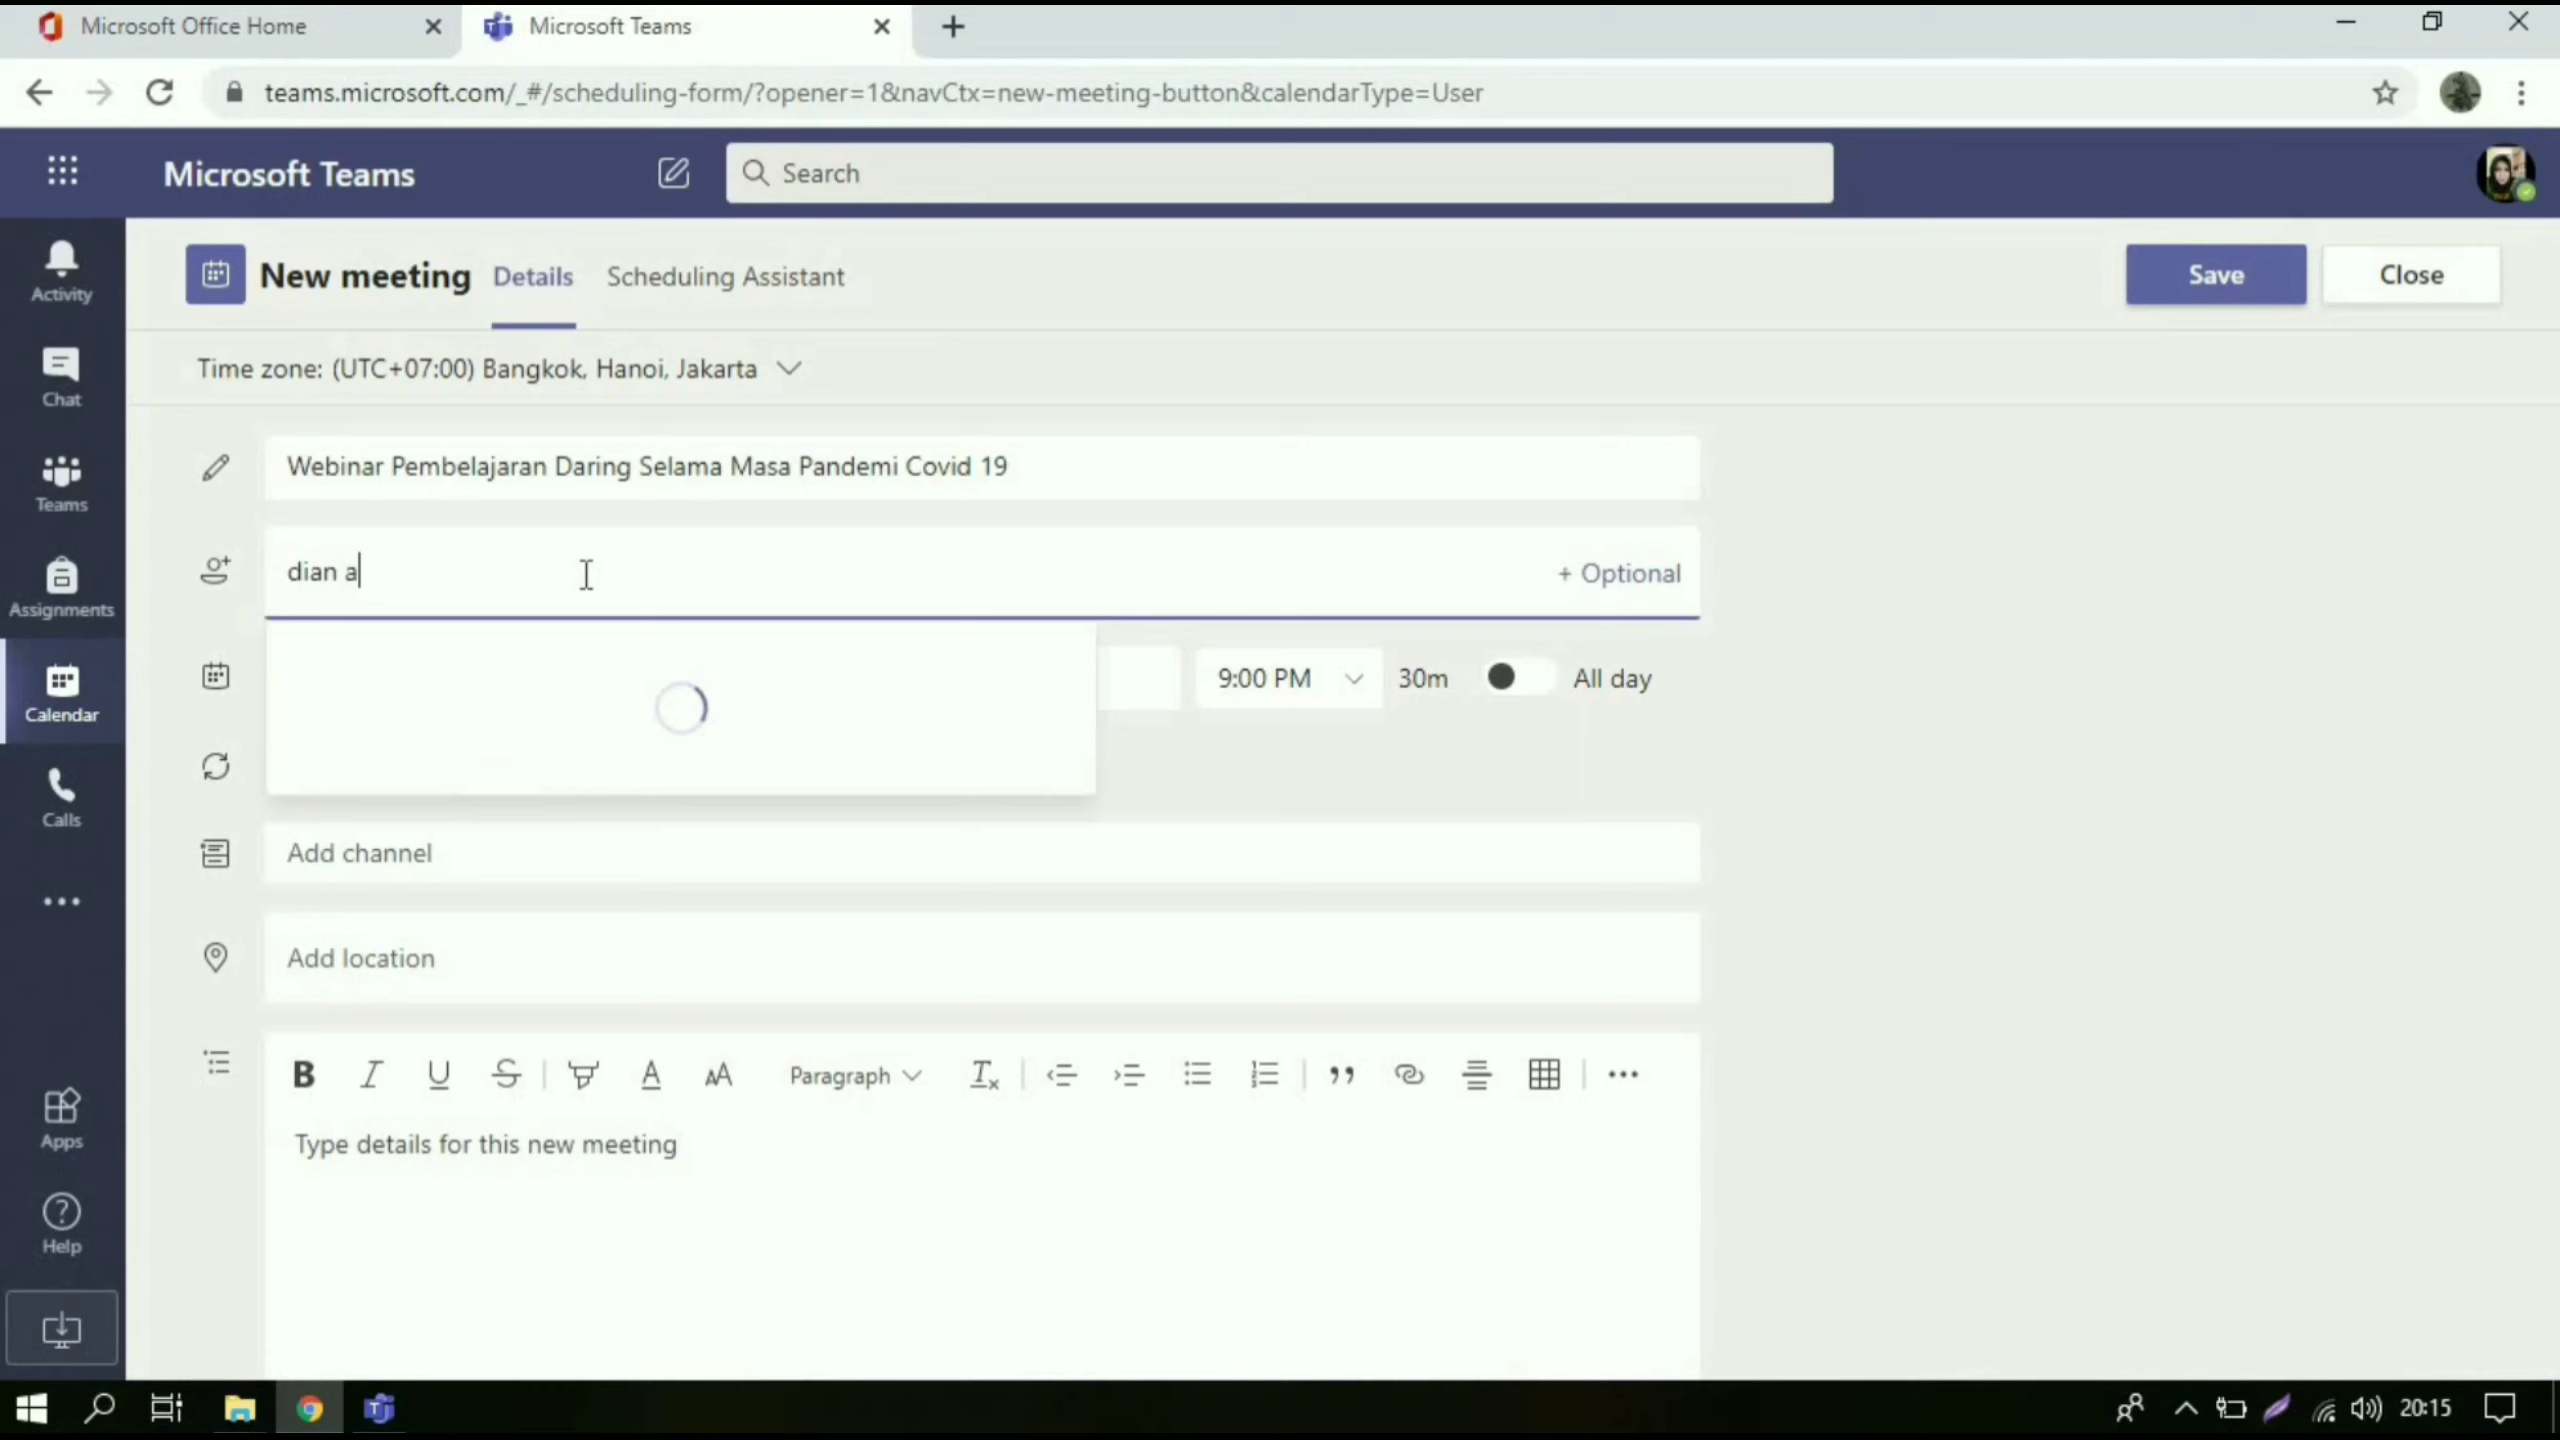 Microsoft Office Home
Microsoft Teams
teams.microsoft.com/_#/scheduling-form/?opener=1&navCtx=new-meeting-button&calendarType=User
Microsoft Teams
Search
Activity
Chat
Teams
Assignments
Calendar
Calls
Apps
Help
New meeting
Details
Scheduling Assistant
Save
Close
Time zone: (UTC+07:00) Bangkok, Hanoi, Jakarta
Webinar Pembelajaran Daring Selama Masa Pandemi Covid 19
dian a
+ Optional
9:00 PM
30m
All day
Add channel
Add location
Paragraph
Type details for this new meeting
20:15